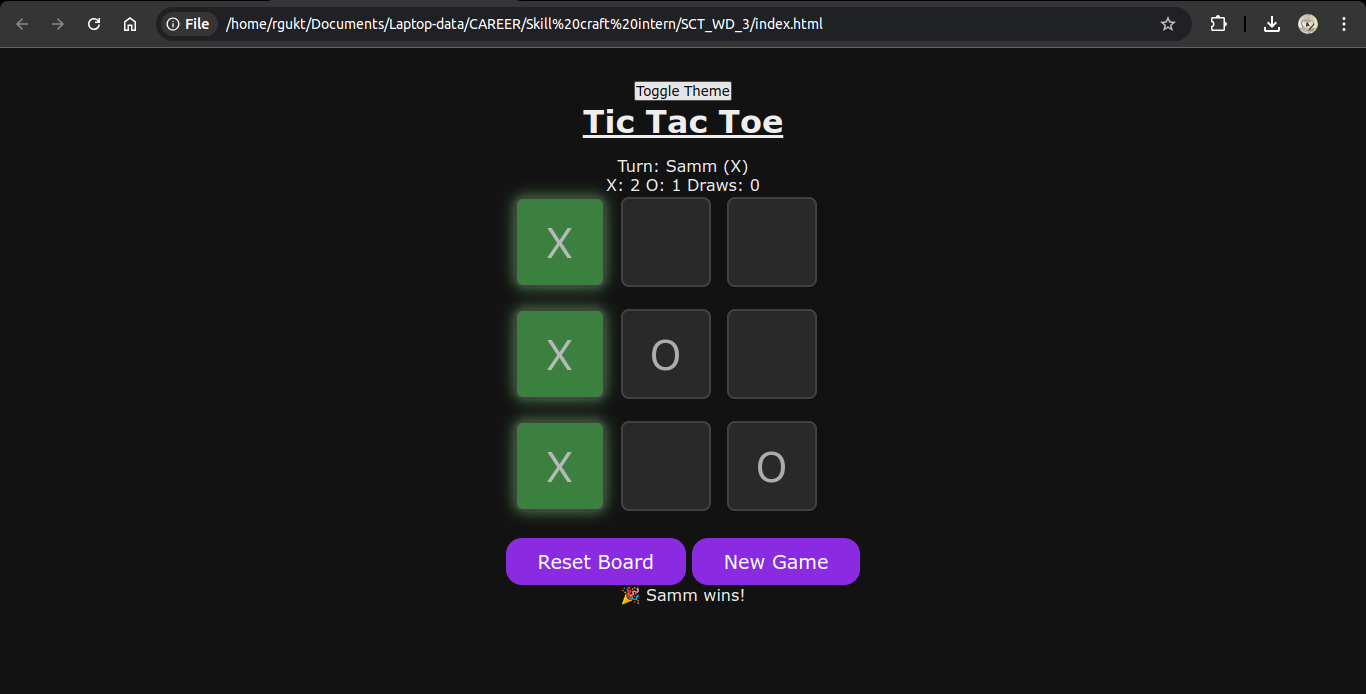 File /home/rgukt/Documents/Laptop-data/CAREER/Skill%20craft%20intern/SCT_WD_3/index.html
Toggle Theme
Tic Tac Toe
Turn: Samm (X)
X: 2 O: 1 Draws: 0
X
X O
X O
Reset Board New Game
🎉 Samm wins!